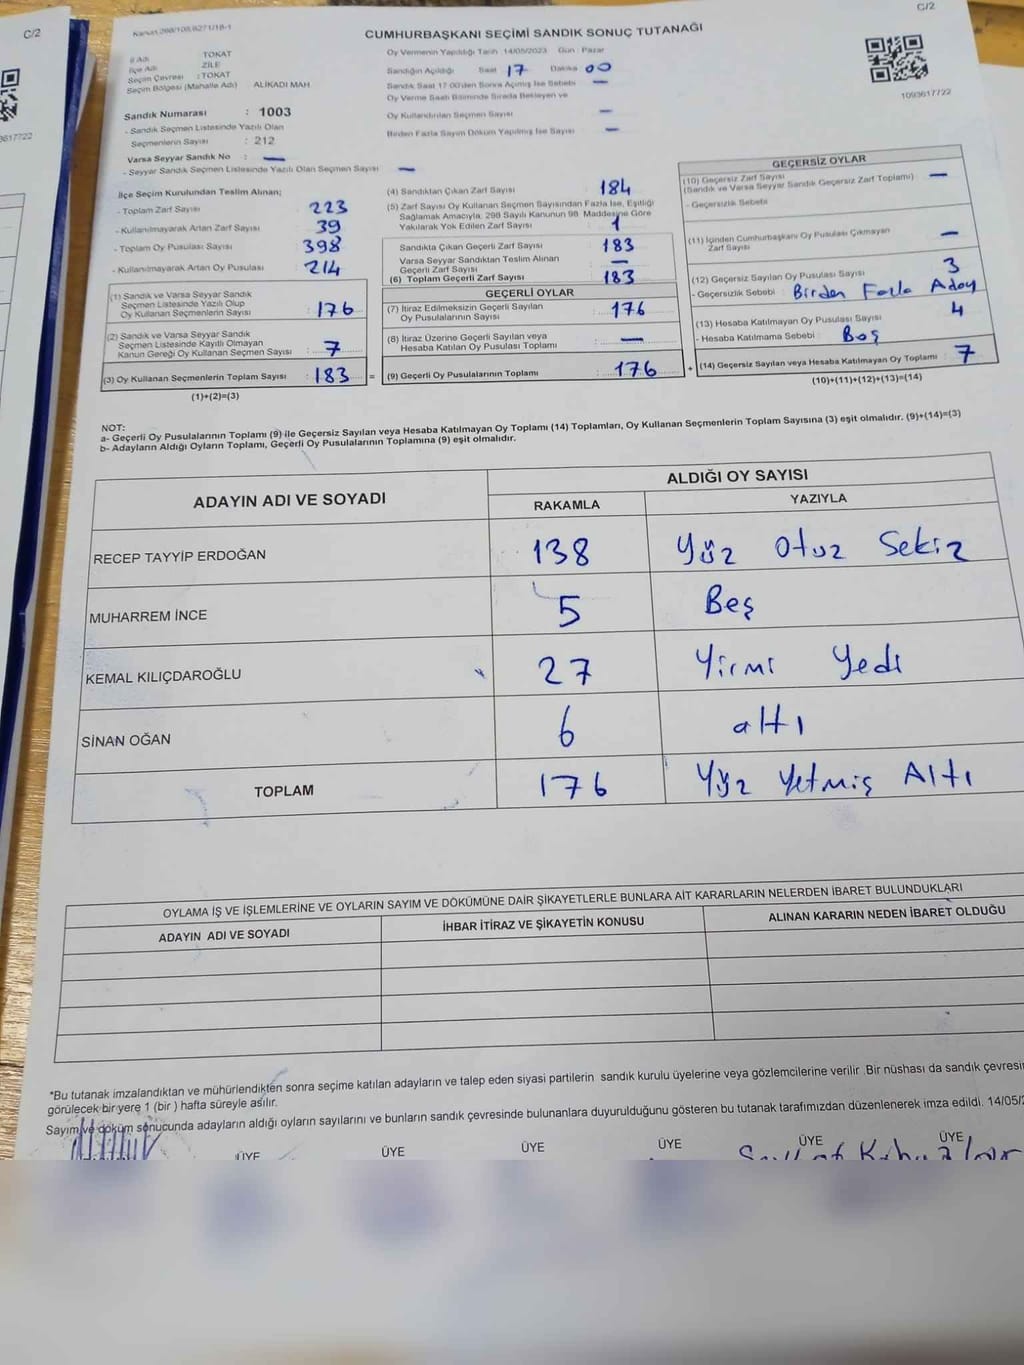 C/2
C/2
3617722
Kanun 298/109,6271/18-1
CUMHURBAŞKANI SEÇİMİ SANDIK SONUÇ TUTANAĞI
1093617722
İl Adı : TOKAT
İlçe Adı : ZİLE
Seçim Çevresi : TOKAT
Seçim Bölgesi (Mahalle Adı) ALİKADI MAH
Sandık Numarası : 1003
- Sandık Seçmen Listesinde Yazılı Olan
Seçmenlerin Sayısı : 212
Varsa Seyyar Sandık No : —
- Seyyar Sandık Seçmen Listesinde Yazılı Olan Seçmen Sayısı —
Oy Vermenin Yapıldığı Tarih 14/05/2023 Gün : Pazar
Sandığın Açıldığı Saat 17 Dakika 00
Sandık Saat 17.00'den Sonra Açılmış İse Sebebi —
Oy Verme Saati Bitiminde Sırada Bekleyen ve
Oy Kullandırılan Seçmen Sayısı —
Birden Fazla Sayım Döküm Yapılmış İse Sayısı —
İlçe Seçim Kurulundan Teslim Alınan;
- Toplam Zarf Sayısı : 223
- Kullanılmayarak Artan Zarf Sayısı : 39
- Toplam Oy Pusulası Sayısı : 398
- Kullanılmayarak Artan Oy Pusulası : 214
(1) Sandık ve Varsa Seyyar Sandık
Seçmen Listesinde Yazılı Olup
Oy Kullanan Seçmenlerin Sayısı : 176
(2) Sandık ve Varsa Seyyar Sandık
Seçmen Listesinde Kayıtlı Olmayan
Kanun Gereği Oy Kullanan Seçmen Sayısı : 7
(3) Oy Kullanan Seçmenlerin Toplam Sayısı : 183 =
(1)+(2)=(3)
(4) Sandıktan Çıkan Zarf Sayısı : 184
(5) Zarf Sayısı Oy Kullanan Seçmen Sayısından Fazla İse, Eşitliği
Sağlamak Amacıyla, 298 Sayılı Kanunun 98. Maddesine Göre
Yakılarak Yok Edilen Zarf Sayısı : 1
Sandıkta Çıkan Geçerli Zarf Sayısı : 183
Varsa Seyyar Sandıktan Teslim Alınan
Geçerli Zarf Sayısı : —
(6) Toplam Geçerli Zarf Sayısı : 183
GEÇERLİ OYLAR
(7) İtiraz Edilmeksizin Geçerli Sayılan
Oy Pusulalarının Sayısı : 176
(8) İtiraz Üzerine Geçerli Sayılan veya
Hesaba Katılan Oy Pusulası Toplamı : —
(9) Geçerli Oy Pusulalarının Toplamı : 176 +
GEÇERSİZ OYLAR
(10) Geçersiz Zarf Sayısı
(Sandık ve Varsa Seyyar Sandık Geçersiz Zarf Toplamı) : —
- Geçersizlik Sebebi
(11) İçinden Cumhurbaşkanı Oy Pusulası Çıkmayan
Zarf Sayısı —
(12) Geçersiz Sayılan Oy Pusulası Sayısı : 3
- Geçersizlik Sebebi : Birden Fazla Aday
(13) Hesaba Katılmayan Oy Pusulası Sayısı : 4
- Hesaba Katılmama Sebebi : Boş
(14) Geçersiz Sayılan veya Hesaba Katılmayan Oy Toplamı : 7
(10)+(11)+(12)+(13)=(14)
NOT:
a- Geçerli Oy Pusulalarının Toplamı (9) ile Geçersiz Sayılan veya Hesaba Katılmayan Oy Toplamı (14) Toplamları, Oy Kullanan Seçmenlerin Toplam Sayısına (3) eşit olmalıdır. (9)+(14)=(3)
b- Adayların Aldığı Oyların Toplamı, Geçerli Oy Pusulalarının Toplamına (9) eşit olmalıdır.
ADAYIN ADI VE SOYADI
ALDIĞI OY SAYISI
RAKAMLA YAZIYLA
RECEP TAYYİP ERDOĞAN 138 Yüz Otuz Sekiz
MUHARREM İNCE 5 Beş
KEMAL KILIÇDAROĞLU 27 Yirmi Yedi
SİNAN OĞAN 6 altı
TOPLAM 176 Yüz Yetmiş Altı
OYLAMA İŞ VE İŞLEMLERİNE VE OYLARIN SAYIM VE DÖKÜMÜNE DAİR ŞİKAYETLERLE BUNLARA AİT KARARLARIN NELERDEN İBARET BULUNDUKLARI
ADAYIN ADI VE SOYADI İHBAR İTİRAZ VE ŞİKAYETİN KONUSU ALINAN KARARIN NEDEN İBARET OLDUĞU
*Bu tutanak imzalandıktan ve mühürlendikten sonra seçime katılan adayların ve talep eden siyasi partilerin sandık kurulu üyelerine veya gözlemcilerine verilir .Bir nüshası da sandık çevresin
görülecek bir yere 1 (bir ) hafta süreyle asılır.
Sayım ve döküm sonucunda adayların aldığı oyların sayılarını ve bunların sandık çevresinde bulunanlara duyurulduğunu gösteren bu tutanak tarafımızdan düzenlenerek imza edildi. 14/05/2
ÜYE ÜYE ÜYE ÜYE ÜYE ÜYE